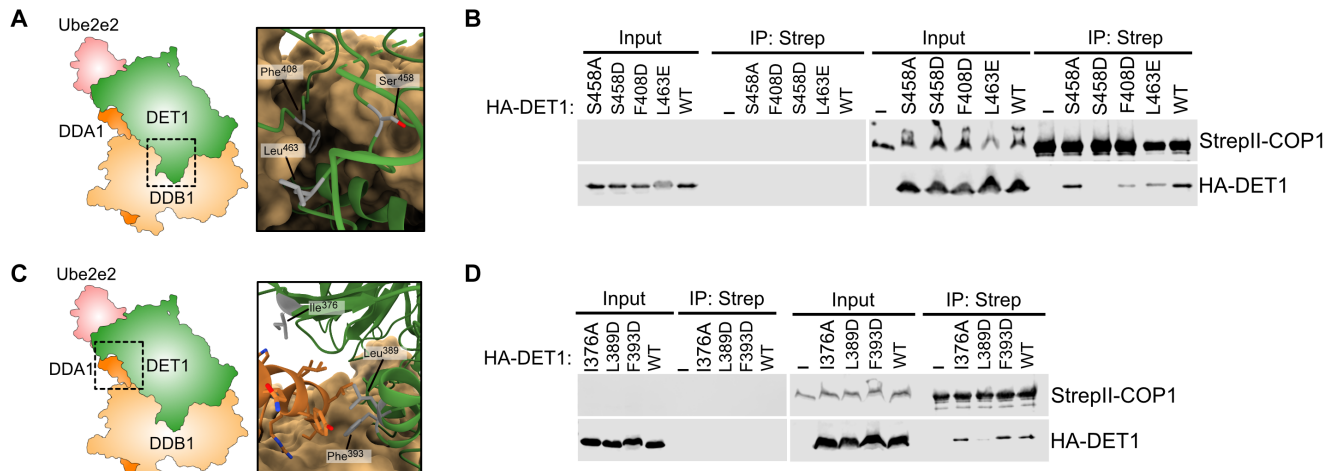 A
Ube2e2
DET1
DDA1
DDB1
Phe408
Ser458
Leu463
B
Input IP: Strep Input IP: Strep
HA-DET1: S458A S458D F408D L463E WT – S458A F408D S458D L463E WT – S458A S458D F408D L463E WT – S458A S458D F408D L463E WT
StrepII-COP1
HA-DET1
C
Ube2e2
DET1
DDA1
DDB1
Ile376
Leu389
Phe393
D
Input IP: Strep Input IP: Strep
HA-DET1: I376A L389D F393D WT – I376A L389D F393D WT – I376A L389D F393D WT – I376A L389D F393D WT
StrepII-COP1
HA-DET1